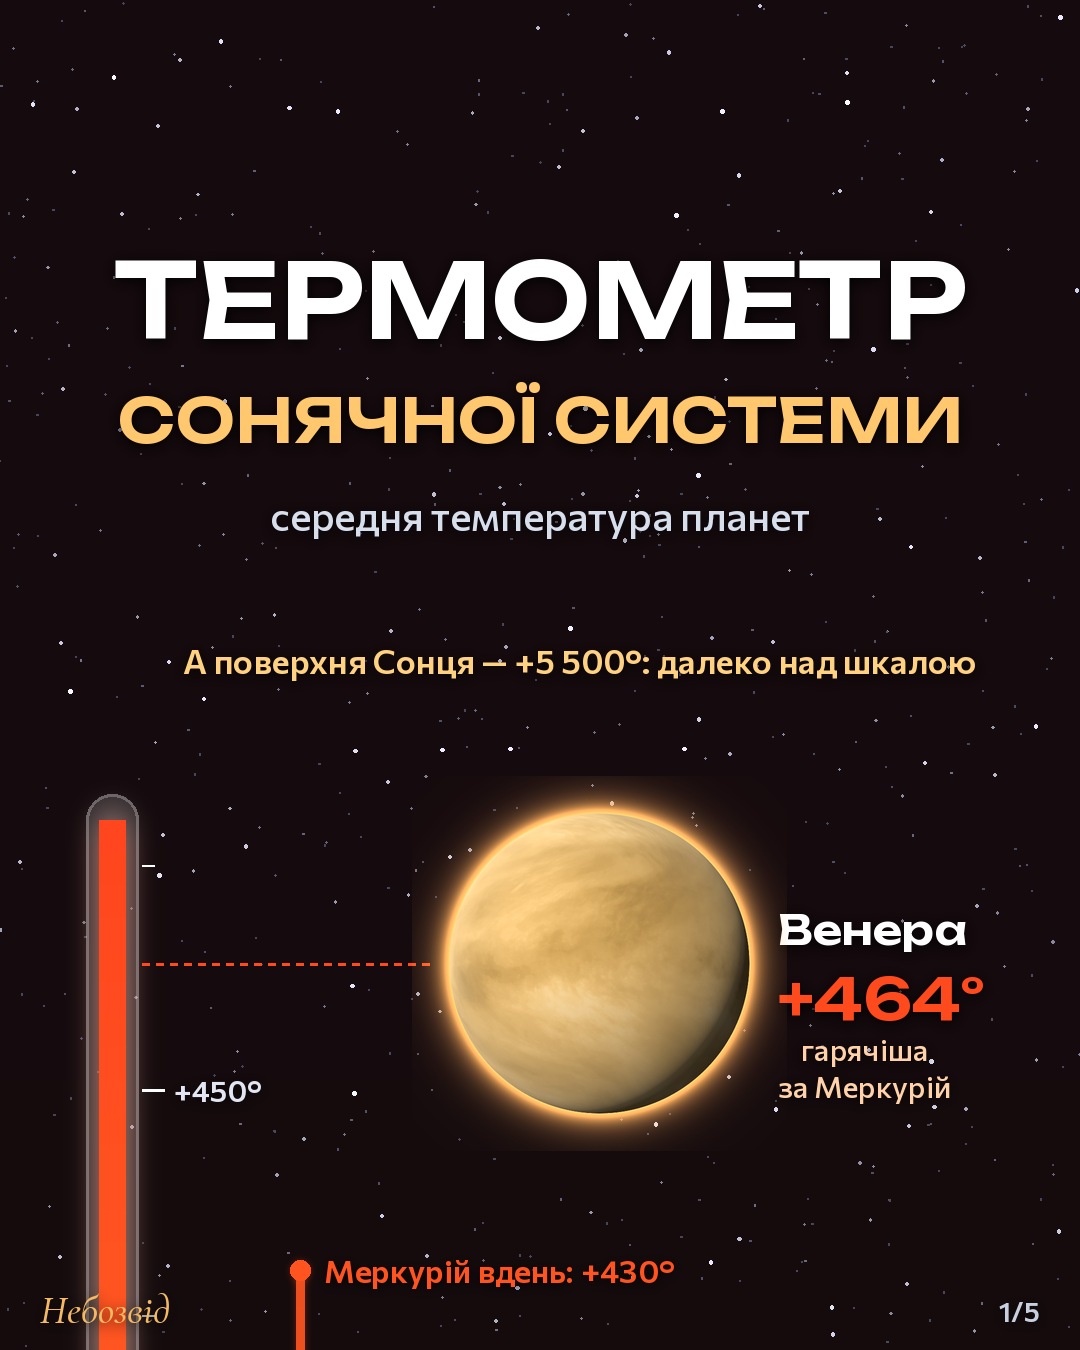 ТЕРМОМЕТР
СОНЯЧНОЇ СИСТЕМИ
середня температура планет
А поверхня Сонця — +5 500°: далеко над шкалою
Венера
+464°
гарячіша
за Меркурій
+450°
Меркурій вдень: +430°
Небозвід
1/5